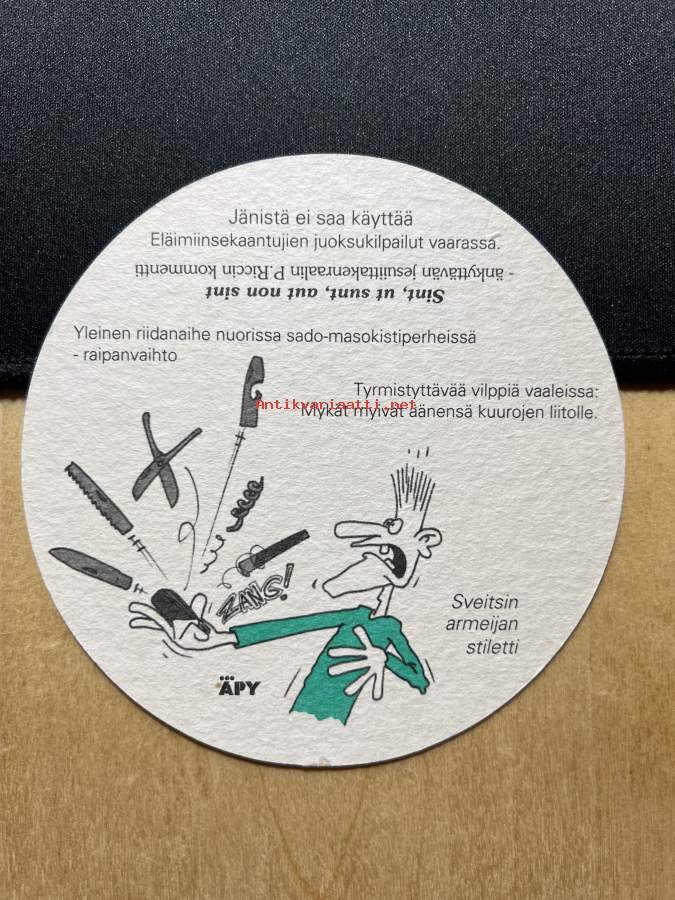 Jänistä ei saa käyttää
Eläimiinsekaantujien juoksukilpailut vaarassa.
Sint, ut sunt, aut non sint
- änkyttävän jesuiittakenraalin P.Riccin kommentti
Yleinen riidanaihe nuorissa sado-masokistiperheissä
- raipanvaihto
Tyrmistyttävää vilppiä vaaleissa:
Mykät myivät äänensä kuurojen liitolle.
Antikvariaatti.net
ZANG!
Sveitsin
armeijan
stiletti
ÄPY